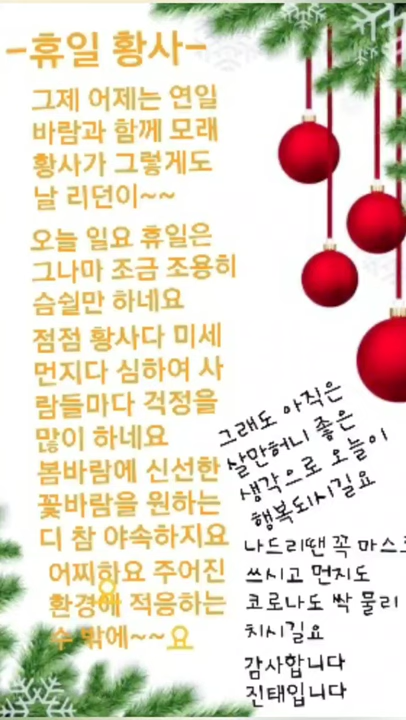 -휴일 황사-
그제 어제는 연일
바람과 함께 모래
황사가 그렇게도
날 리던이~~
오늘 일요 휴일은
그나마 조금 조용히
슴쉴만 하네요
점점 황사다 미세
먼지다 심하여 사
람들마다 걱정을
많이 하네요
봄바람에 신선한
꽃바람을 원하는
디 참 야속하지요
어찌하요 주어진
환경에 적응하는
수 밖에~~요
그래도 아직은
살만허니 좋은
생각으로 오늘이
행복되시길요
나드리땐 꼭 마스
쓰시고 먼지도
코로나도 싹 물리
치시길요
감사합니다
진태입니다